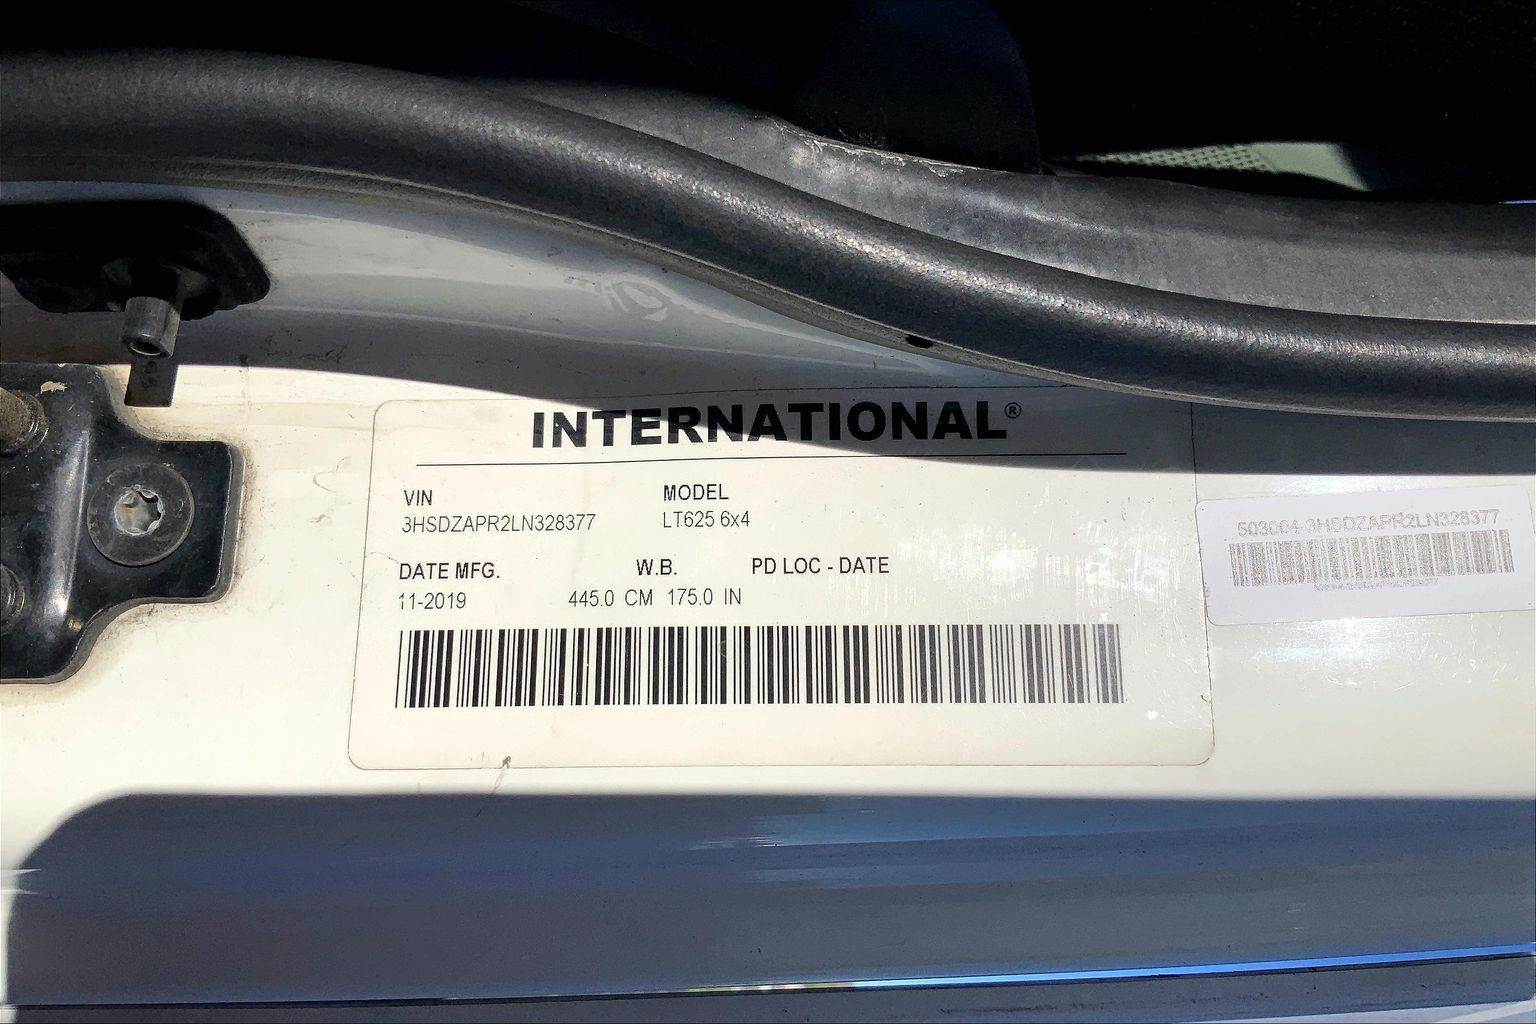 INTERNATIONAL®
VIN MODEL
3HSDZAPR2LN328377 LT625 6x4
DATE MFG. W.B. PD LOC - DATE
11-2019 445.0 CM 175.0 IN
503004-3HSDZAPR2LN328377